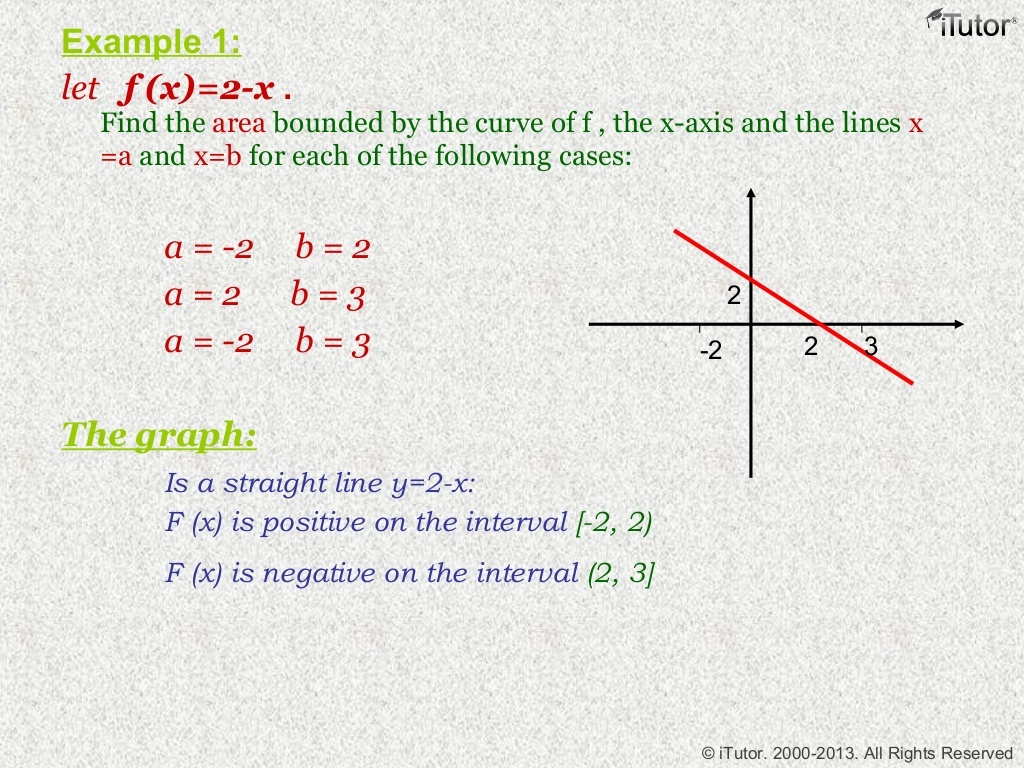 iTutor®
Example 1:
let f (x)=2-x .
Find the area bounded by the curve of f , the x-axis and the lines x
=a and x=b for each of the following cases:
a = -2 b = 2
a = 2 b = 3
a = -2 b = 3
2
-2 2 3
The graph:
Is a straight line y=2-x:
F (x) is positive on the interval [-2, 2)
F (x) is negative on the interval (2, 3]
© iTutor. 2000-2013. All Rights Reserved